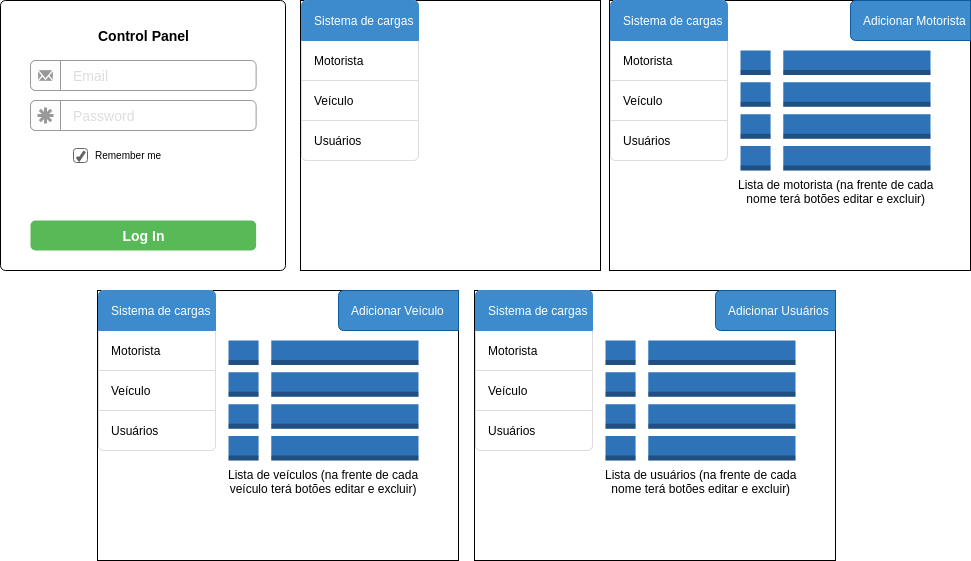 Control Panel
Email
Password
Remember me
Log In
Sistema de cargas
Motorista
Veículo
Usuários
Sistema de cargas
Adicionar Motorista
Motorista
Veículo
Usuários
Lista de motorista (na frente de cada
nome terá botões editar e excluir)
Sistema de cargas
Adicionar Veículo
Motorista
Veículo
Usuários
Lista de veículos (na frente de cada
veículo terá botões editar e excluir)
Sistema de cargas
Adicionar Usuários
Motorista
Veículo
Usuários
Lista de usuários (na frente de cada
nome terá botões editar e excluir)